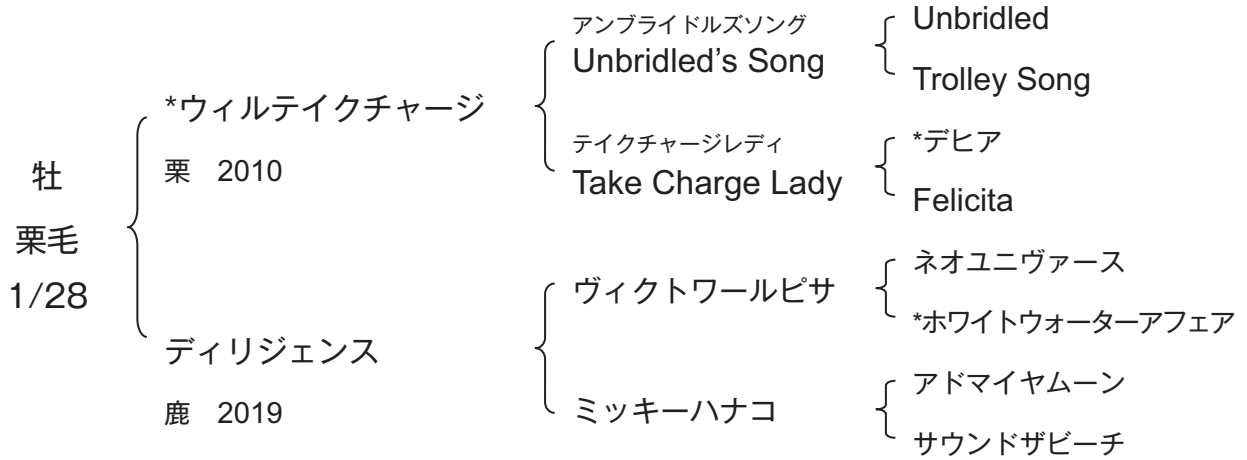 牡
栗毛
1/28
*ウィルテイクチャージ
栗 2010
ディリジェンス
鹿 2019
アンブライドルズソング
Unbridled's Song
テイクチャージレディ
Take Charge Lady
ヴィクトワールピサ
ミッキーハナコ
Unbridled
Trolley Song
*デヒア
Felicita
ネオユニヴァース
*ホワイトウォーターアフェア
アドマイヤムーン
サウンドザビーチ